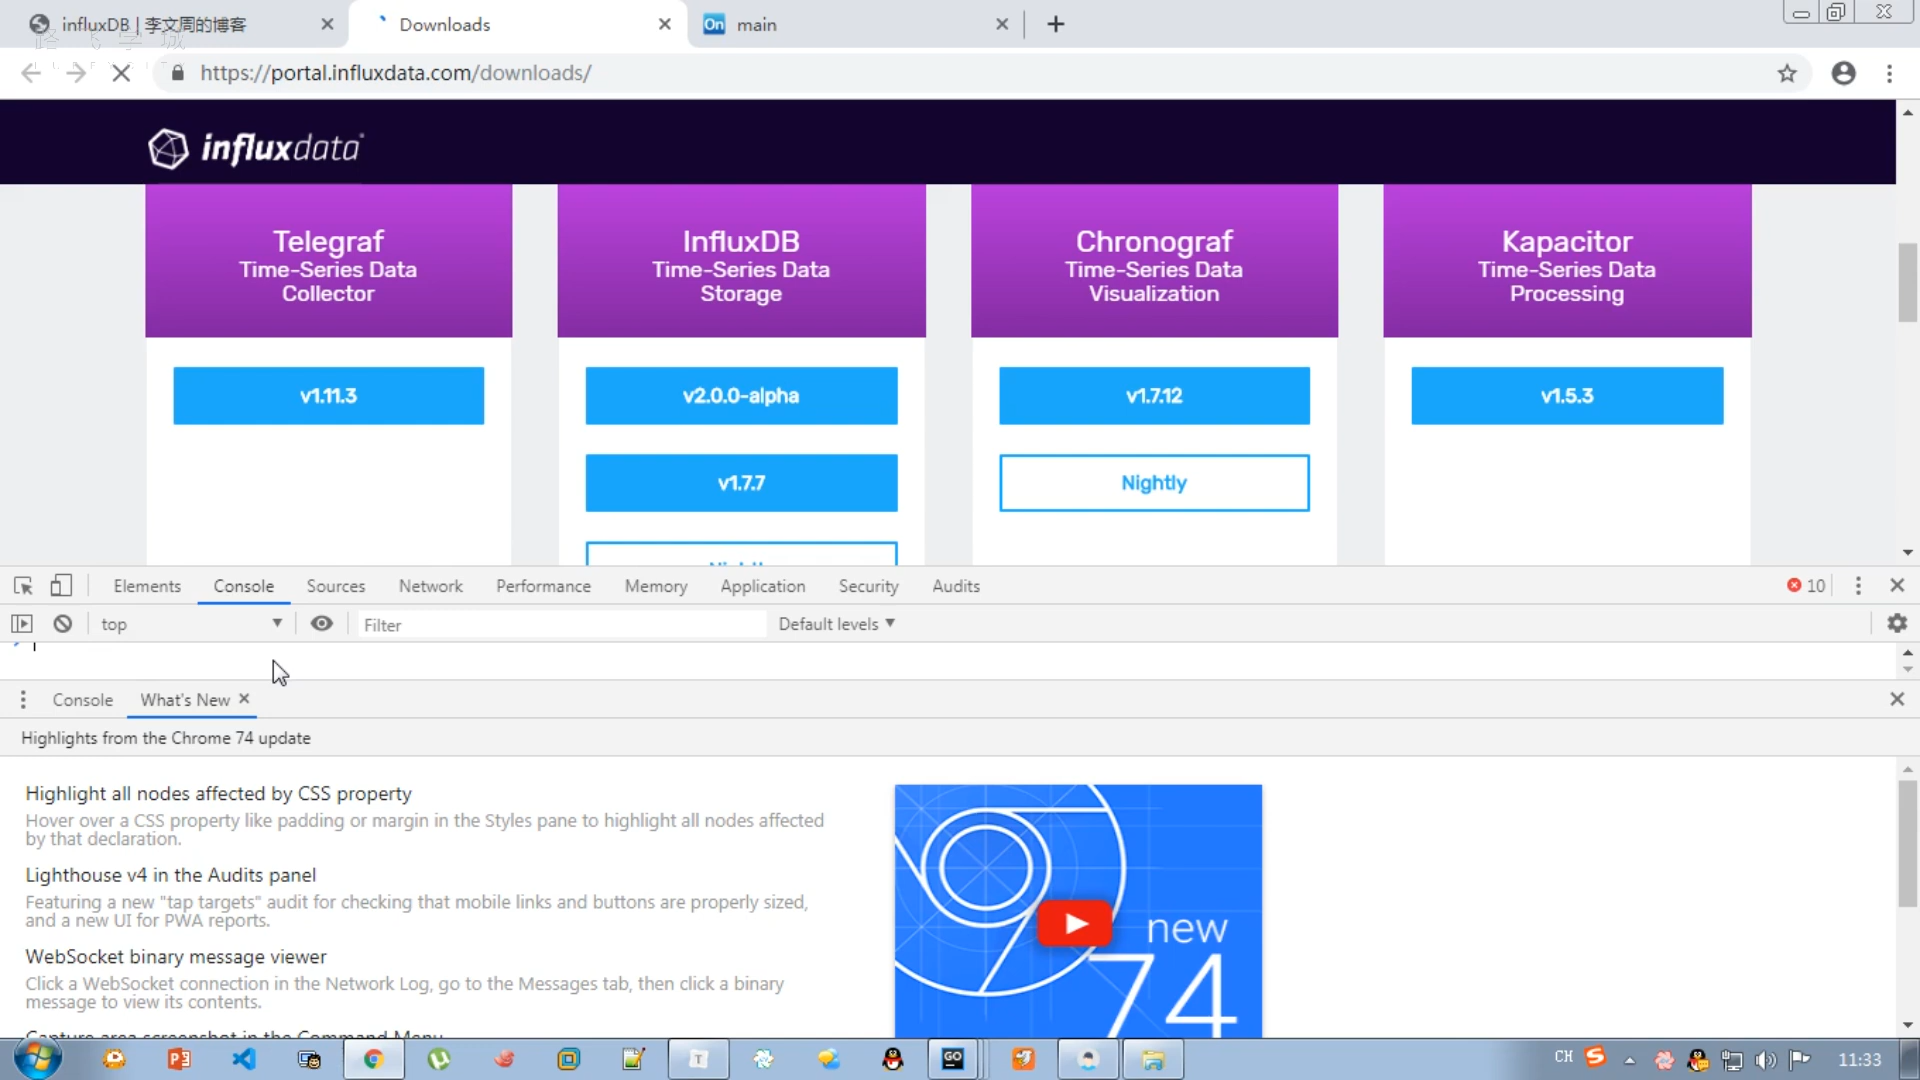 influxDB | 李文周的博客
Downloads
main
https://portal.influxdata.com/downloads/
influxdata
Telegraf
Time-Series Data
Collector
InfluxDB
Time-Series Data
Storage
Chronograf
Time-Series Data
Visualization
Kapacitor
Time-Series Data
Processing
v1.11.3
v2.0.0-alpha
v1.7.12
v1.5.3
v1.7.7
Nightly
Elements
Console
Sources
Network
Performance
Memory
Application
Security
Audits
10
top
Filter
Default levels
Console
What's New
Highlights from the Chrome 74 update
Highlight all nodes affected by CSS property
Hover over a CSS property like padding or margin in the Styles pane to highlight all nodes affected
by that declaration.
Lighthouse v4 in the Audits panel
Featuring a new "tap targets" audit for checking that mobile links and buttons are properly sized,
and a new UI for PWA reports.
WebSocket binary message viewer
Click a WebSocket connection in the Network Log, go to the Messages tab, then click a binary
message to view its contents.
Capture area screenshot in the Command Menu
new
74
CH
11:33